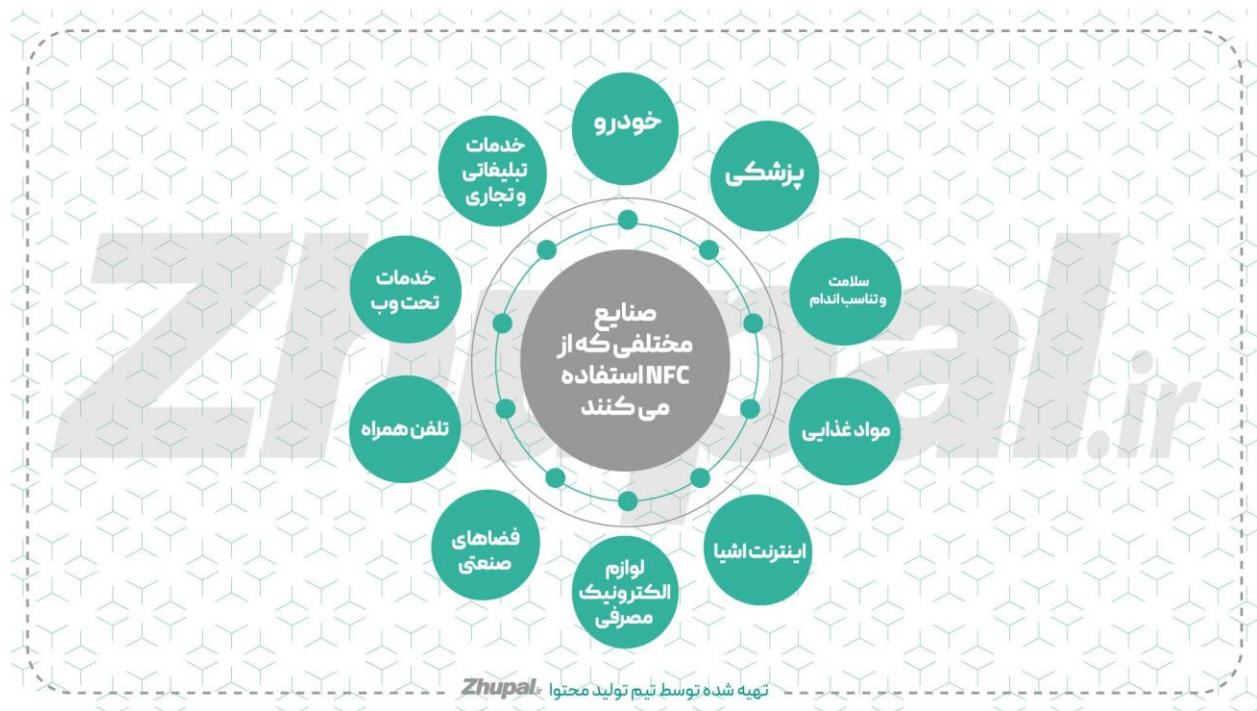 خودرو
پزشکی
سلامت
و تناسب اندام
مواد غذایی
اینترنت اشیا
لوازم
الکترونیک
مصرفی
فضاهای
صنعتی
تلفن همراه
خدمات
تحت وب
خدمات
تبلیغاتی
و تجاری
صنایع
مختلفی که از
NFC استفاده
می کنند
Zhupal.ir
تهیه شده توسط تیم تولید محتوا Zhupal.ir